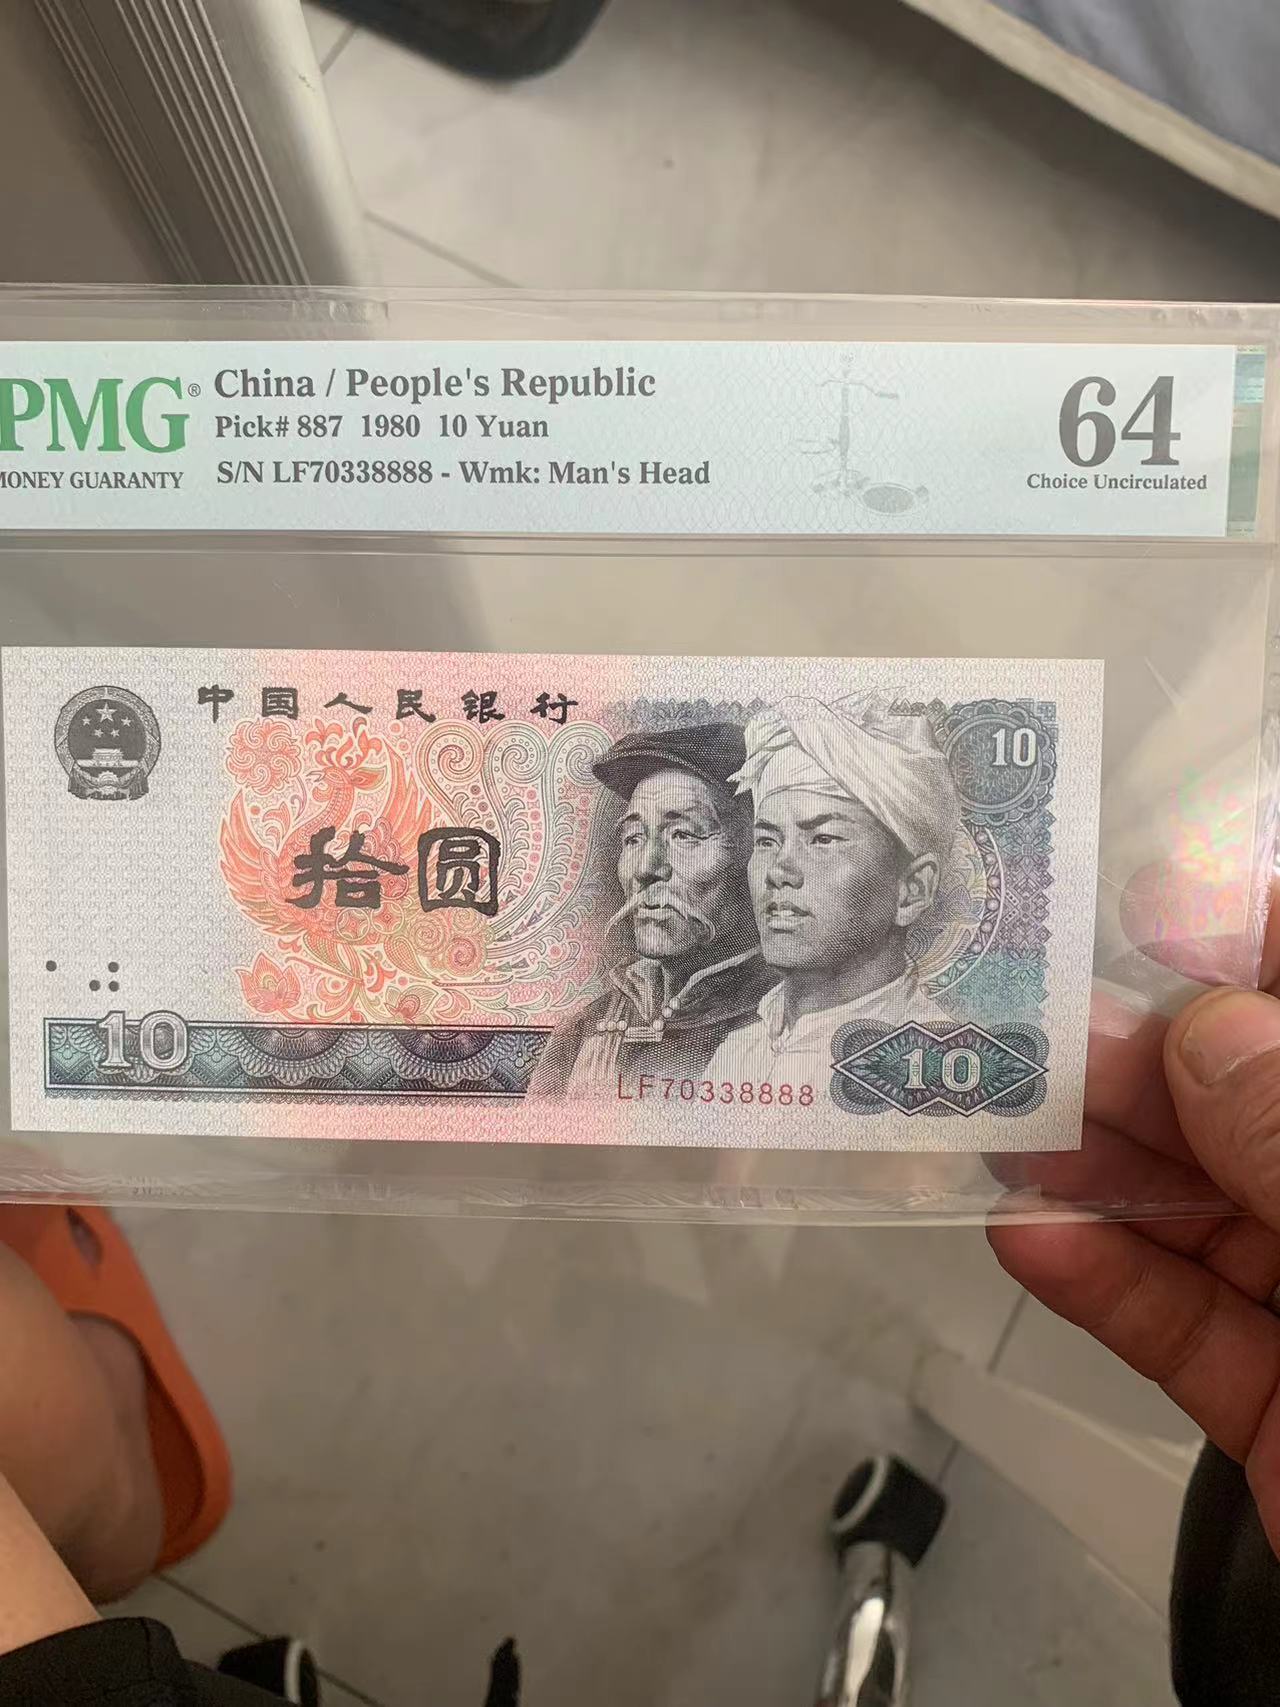 PMG® China / People's Republic 64
Pick# 887 1980 10 Yuan
MONEY GUARANTY S/N LF70338888 - Wmk: Man's Head Choice Uncirculated
中国人民银行
10
拾圆
10
10
LF70338888